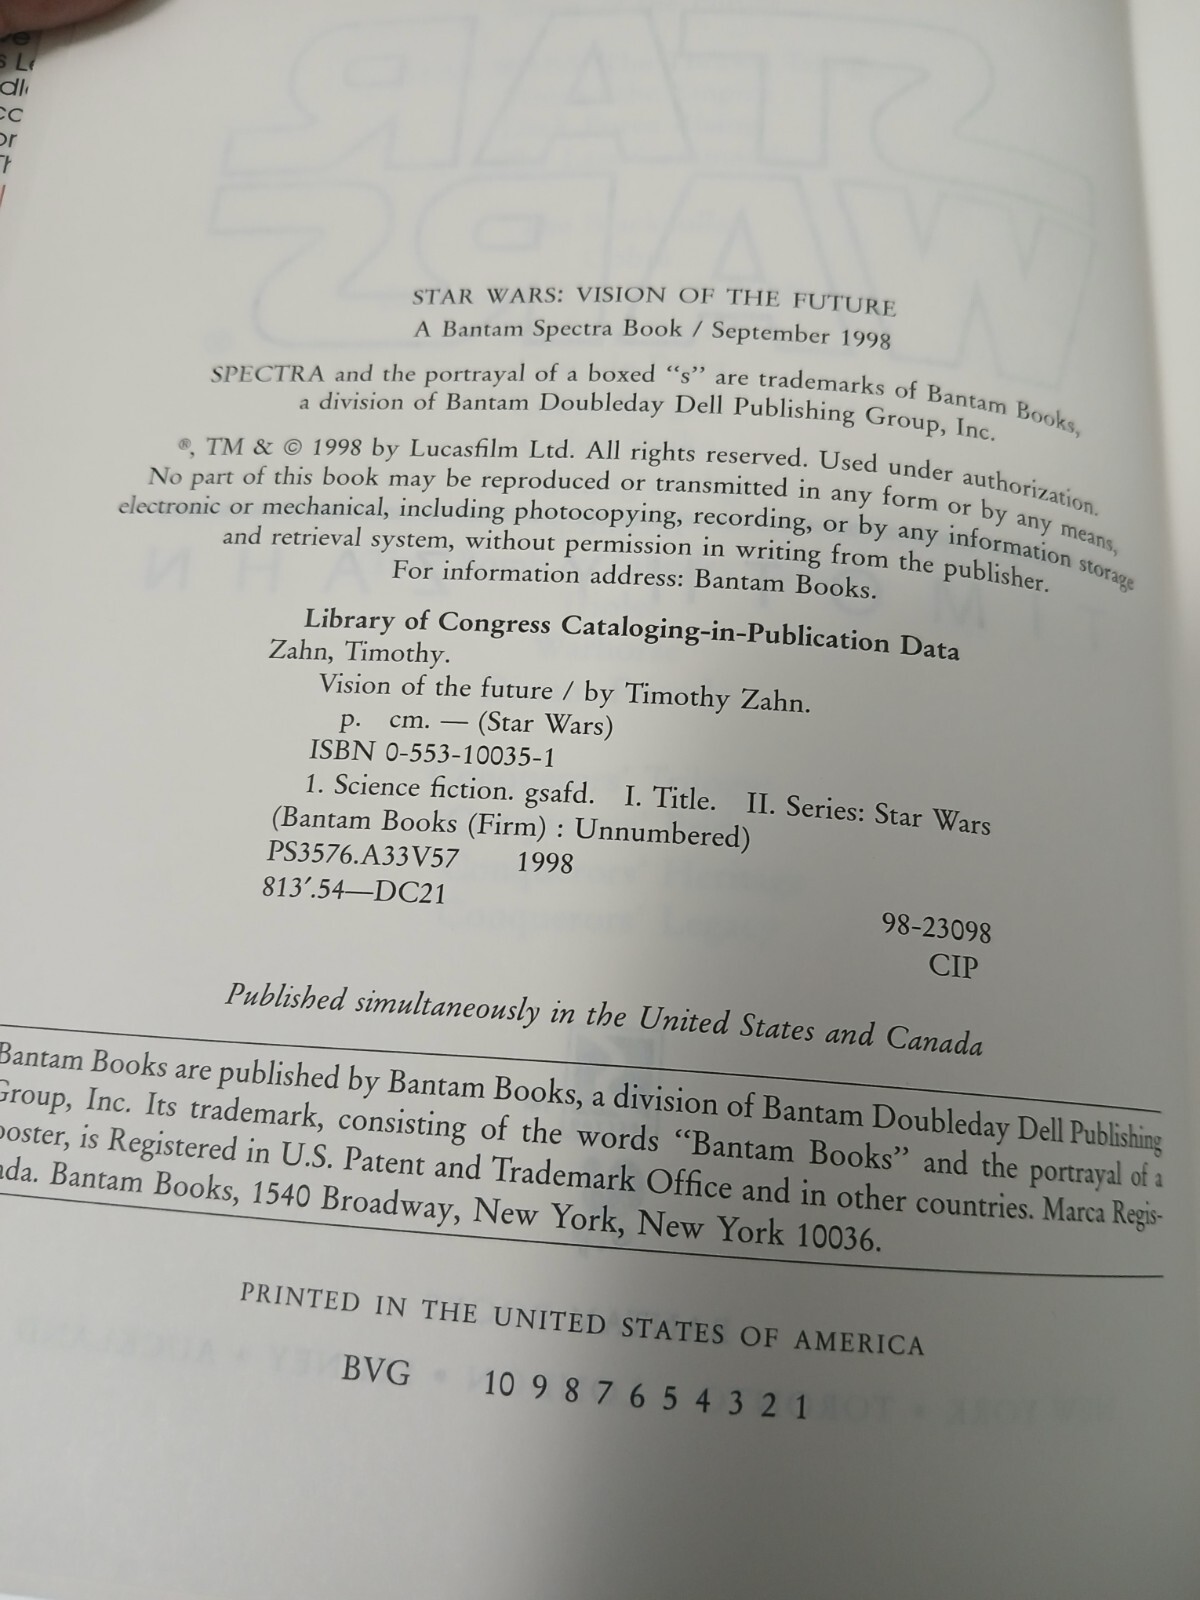 STAR WARS: VISION OF THE FUTURE
A Bantam Spectra Book / September 1998
SPECTRA and the portrayal of a boxed “s” are trademarks of Bantam Books,
a division of Bantam Doubleday Dell Publishing Group, Inc.
®, TM & © 1998 by Lucasfilm Ltd. All rights reserved. Used under authorization.
No part of this book may be reproduced or transmitted in any form or by any means,
electronic or mechanical, including photocopying, recording, or by any information storage
and retrieval system, without permission in writing from the publisher.
For information address: Bantam Books.
Library of Congress Cataloging-in-Publication Data
Zahn, Timothy.
Vision of the future / by Timothy Zahn.
p. cm. — (Star Wars)
ISBN 0-553-10035-1
1. Science fiction. gsafd. I. Title. II. Series: Star Wars
(Bantam Books (Firm) : Unnumbered)
PS3576.A33V57 1998
813′.54—DC21
98-23098
CIP
Published simultaneously in the United States and Canada
Bantam Books are published by Bantam Books, a division of Bantam Doubleday Dell Publishing
Group, Inc. Its trademark, consisting of the words “Bantam Books” and the portrayal of a
ooster, is Registered in U.S. Patent and Trademark Office and in other countries. Marca Regis-
da. Bantam Books, 1540 Broadway, New York, New York 10036.
PRINTED IN THE UNITED STATES OF AMERICA
BVG 10 9 8 7 6 5 4 3 2 1